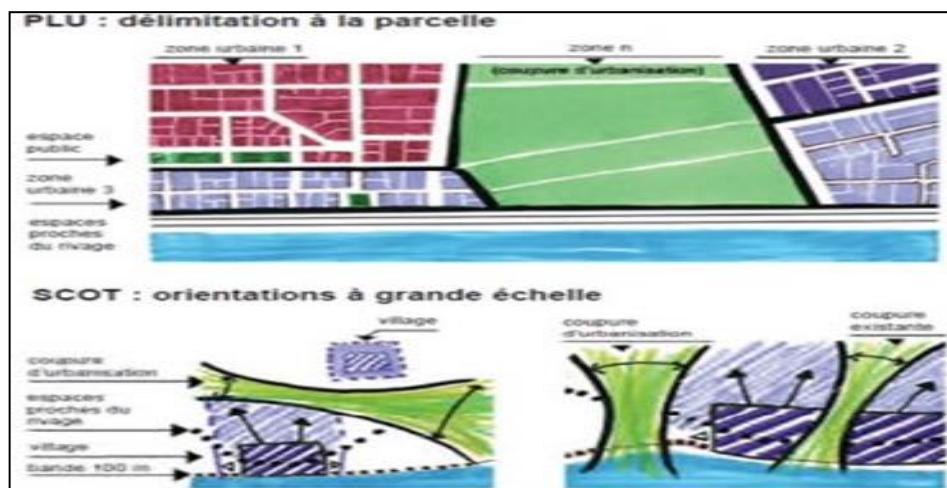 PLU : délimitation à la parcelle
zone urbaine 1
zone n
(coupure d'urbanisation)
zone urbaine 2
espace
public
zone
urbaine 3
espaces
proches
du rivage
SCOT : orientations à grande échelle
village
coupure
d'urbanisation
coupure
existante
coupure
d'urbanisation
espaces
proches du
rivage
village
bande 100 m